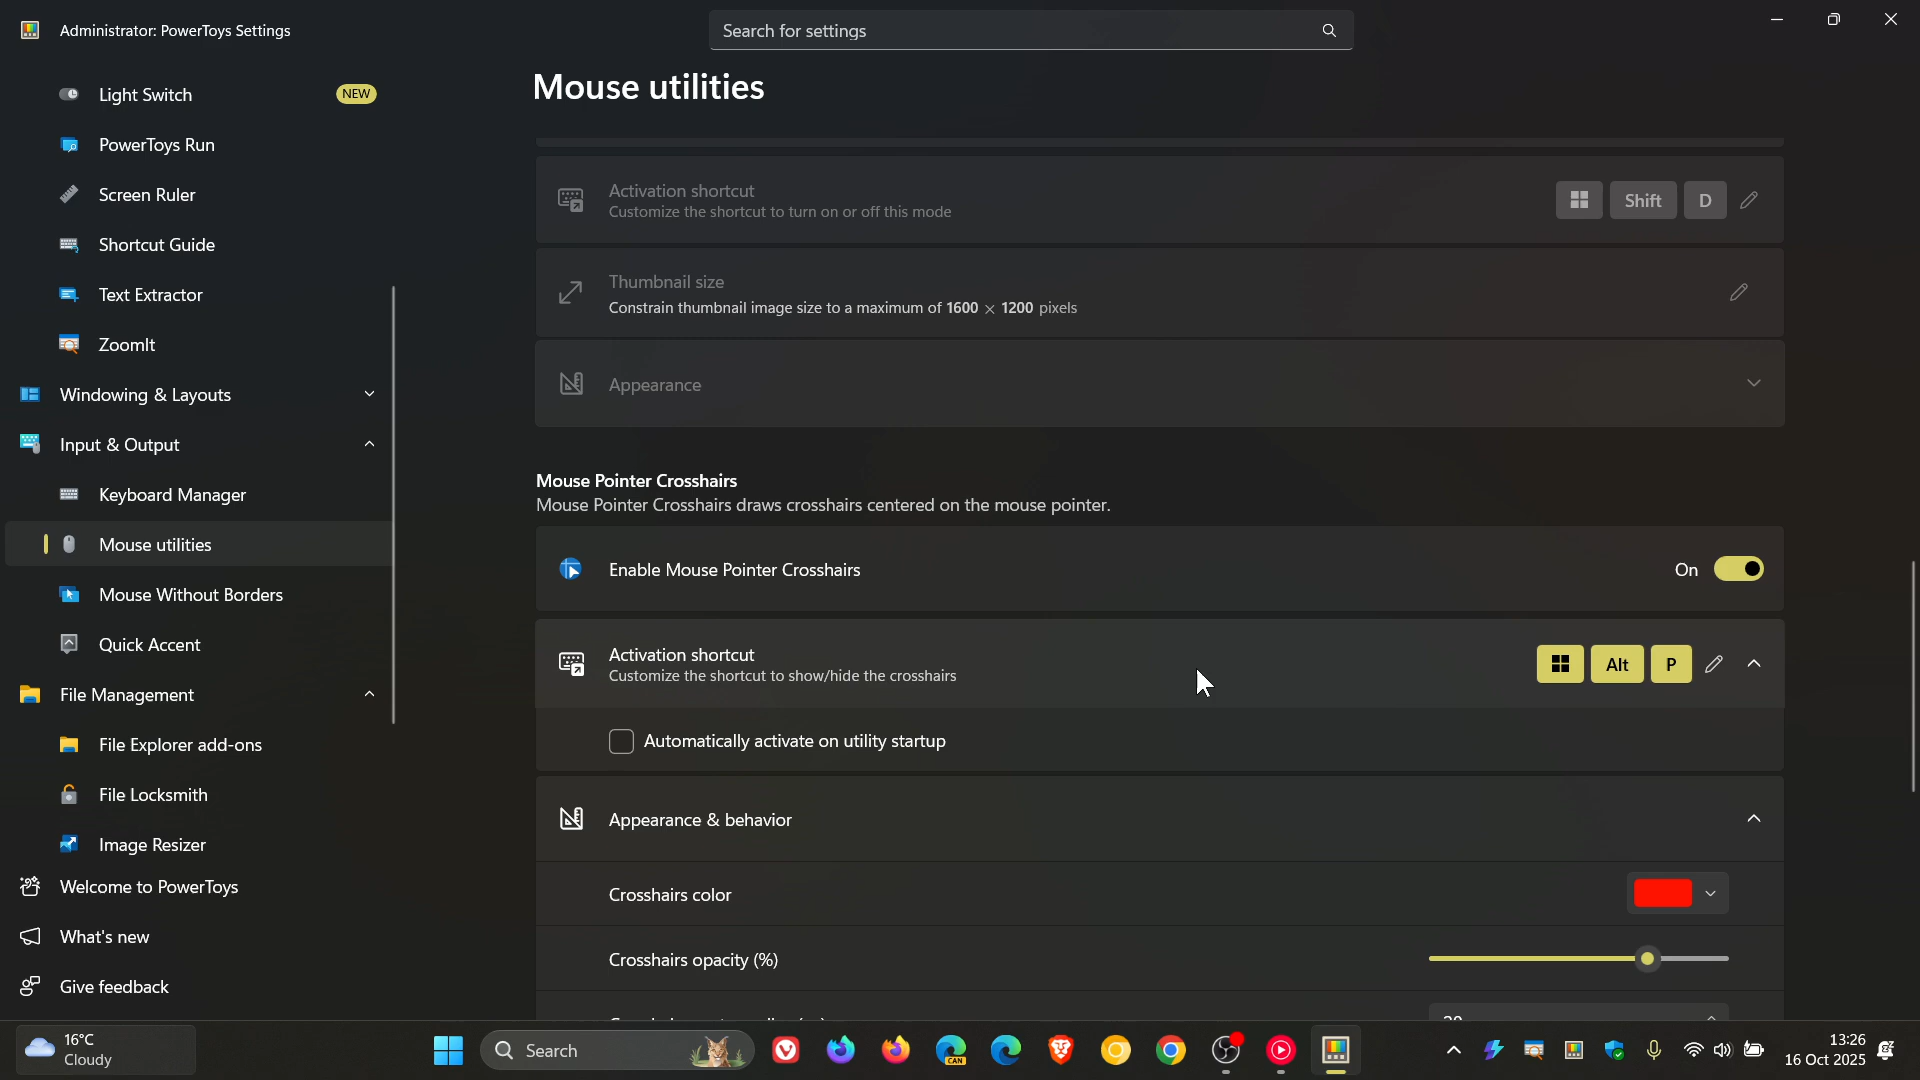 Administrator: PowerToys Settings
Search for settings
Light Switch
NEW
PowerToys Run
Screen Ruler
Shortcut Guide
Text Extractor
ZoomIt
Windowing & Layouts
Input & Output
Keyboard Manager
Mouse utilities
Mouse Without Borders
Quick Accent
File Management
File Explorer add-ons
File Locksmith
Image Resizer
Welcome to PowerToys
What's new
Give feedback
Mouse utilities
Activation shortcut
Customize the shortcut to turn on or off this mode
Shift
D
Thumbnail size
Constrain thumbnail image size to a maximum of 1600 × 1200 pixels
Appearance
Mouse Pointer Crosshairs
Mouse Pointer Crosshairs draws crosshairs centered on the mouse pointer.
Enable Mouse Pointer Crosshairs
On
Activation shortcut
Customize the shortcut to show/hide the crosshairs
Alt
P
Automatically activate on utility startup
Appearance & behavior
Crosshairs color
Crosshairs opacity (%)
16°C
Cloudy
Search
CAN
13:26
16 Oct 2025